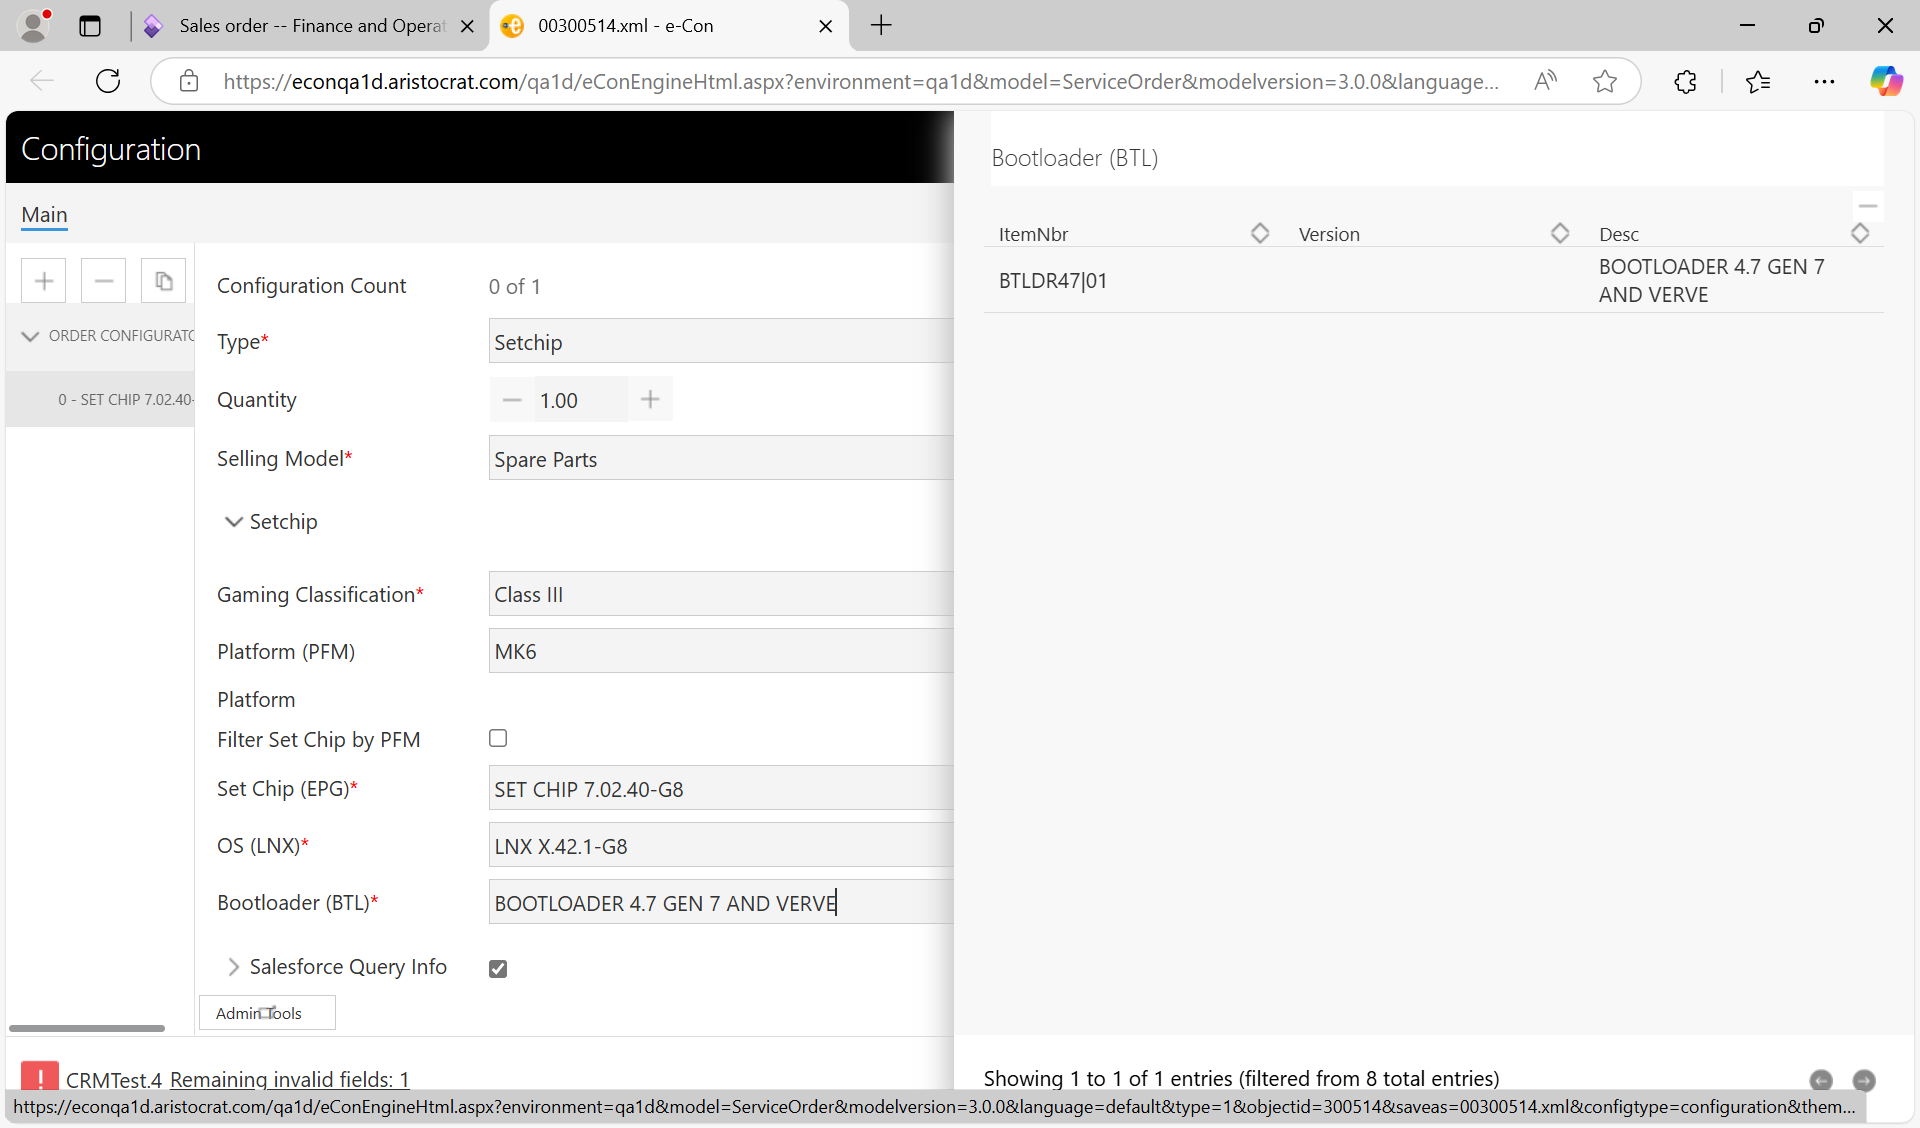 Sales order -- Finance and Operat
00300514.xml - e-Con
https://econqa1d.aristocrat.com/qa1d/eConEngineHtml.aspx?environment=qa1d&model=ServiceOrder&modelversion=3.0.0&language...
Configuration
Main
ORDER CONFIGURATO
0 - SET CHIP 7.02.40-
Configuration Count 0 of 1
Type* Setchip
Quantity 1.00
Selling Model* Spare Parts
Setchip
Gaming Classification* Class III
Platform (PFM) MK6
Platform
Filter Set Chip by PFM
Set Chip (EPG)* SET CHIP 7.02.40-G8
OS (LNX)* LNX X.42.1-G8
Bootloader (BTL)* BOOTLOADER 4.7 GEN 7 AND VERVE
Salesforce Query Info
Admin Tools
CRMTest.4 Remaining invalid fields: 1
Bootloader (BTL)
ItemNbr Version Desc
BTLDR47|01 BOOTLOADER 4.7 GEN 7
AND VERVE
Showing 1 to 1 of 1 entries (filtered from 8 total entries)
https://econqa1d.aristocrat.com/qa1d/eConEngineHtml.aspx?environment=qa1d&model=ServiceOrder&modelversion=3.0.0&language=default&type=1&objectid=300514&saveas=00300514.xml&configtype=configuration&them...